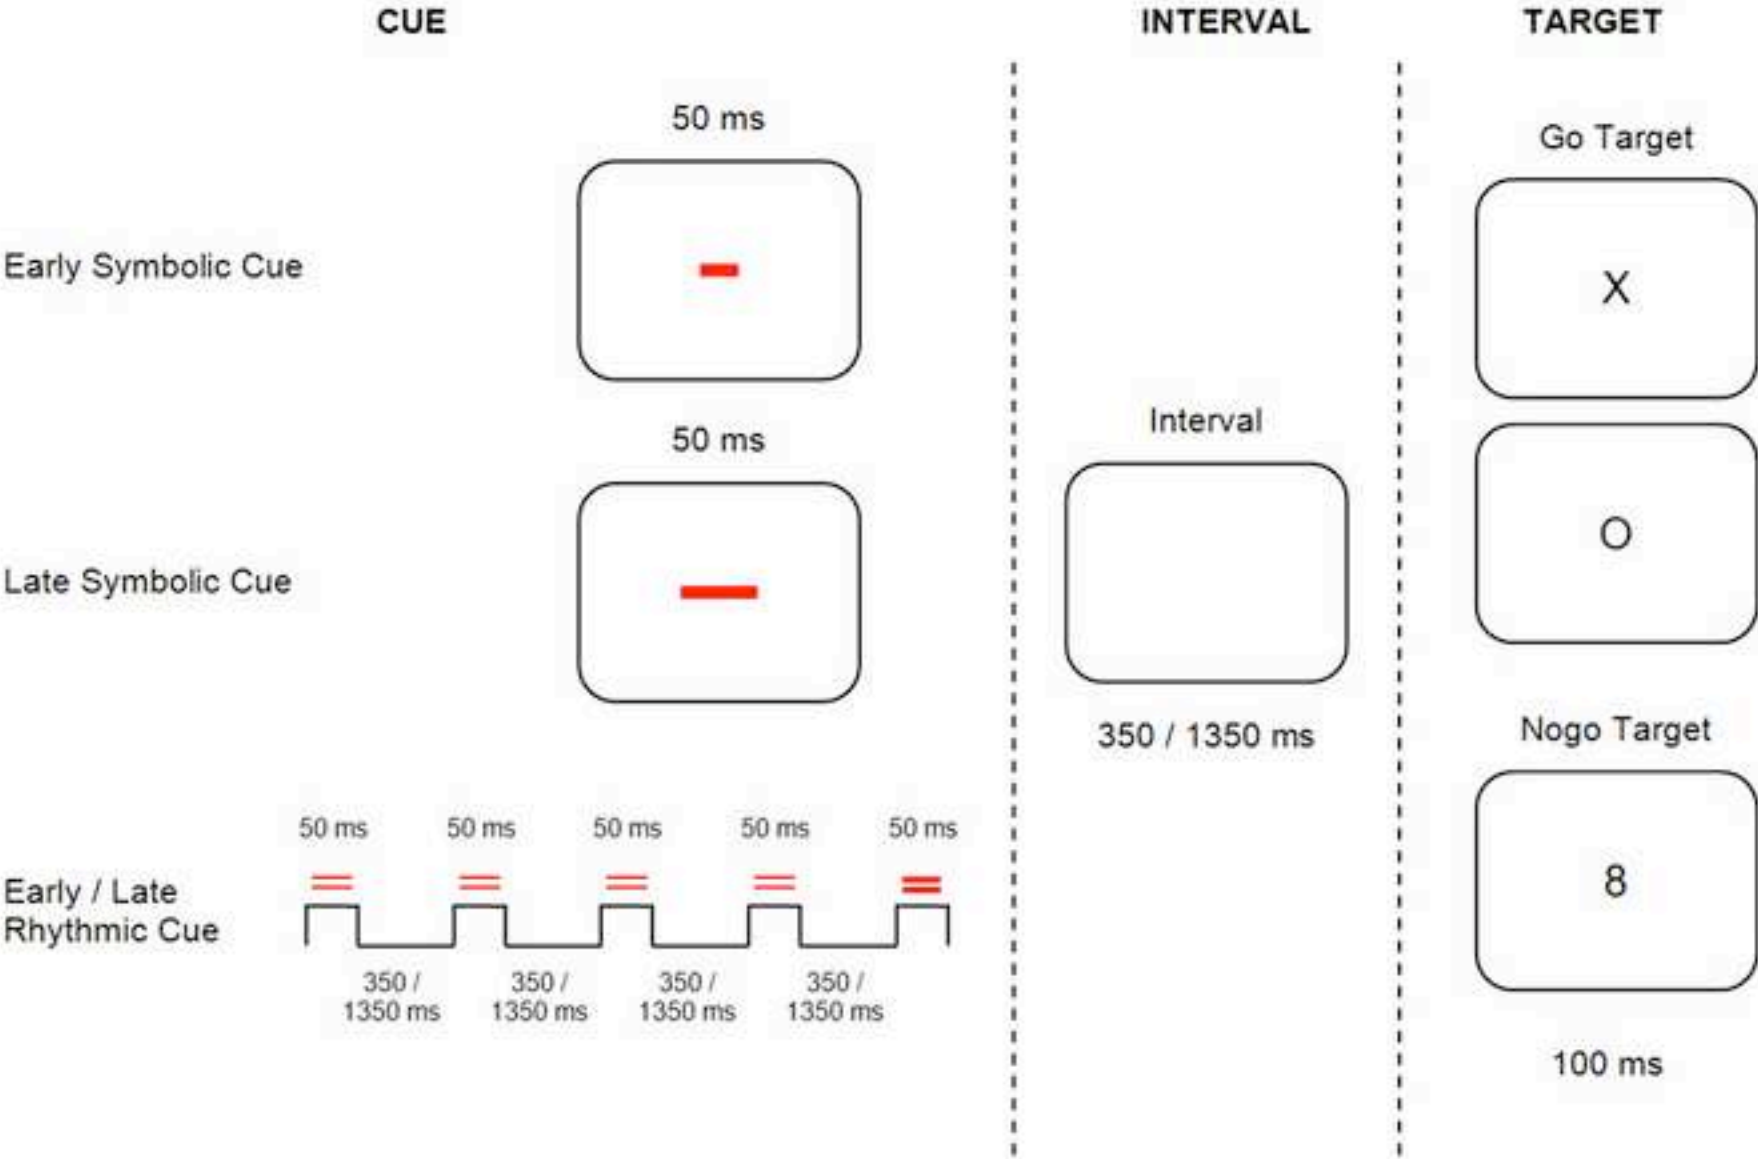 CUE
INTERVAL
TARGET
50 ms
Early Symbolic Cue
50 ms
Late Symbolic Cue
50 ms
50 ms
50 ms
50 ms
50 ms
Early / Late
Rhythmic Cue
350 /
1350 ms
350 /
1350 ms
350 /
1350 ms
350 /
1350 ms
Interval
350 / 1350 ms
Go Target
X
O
Nogo Target
8
100 ms